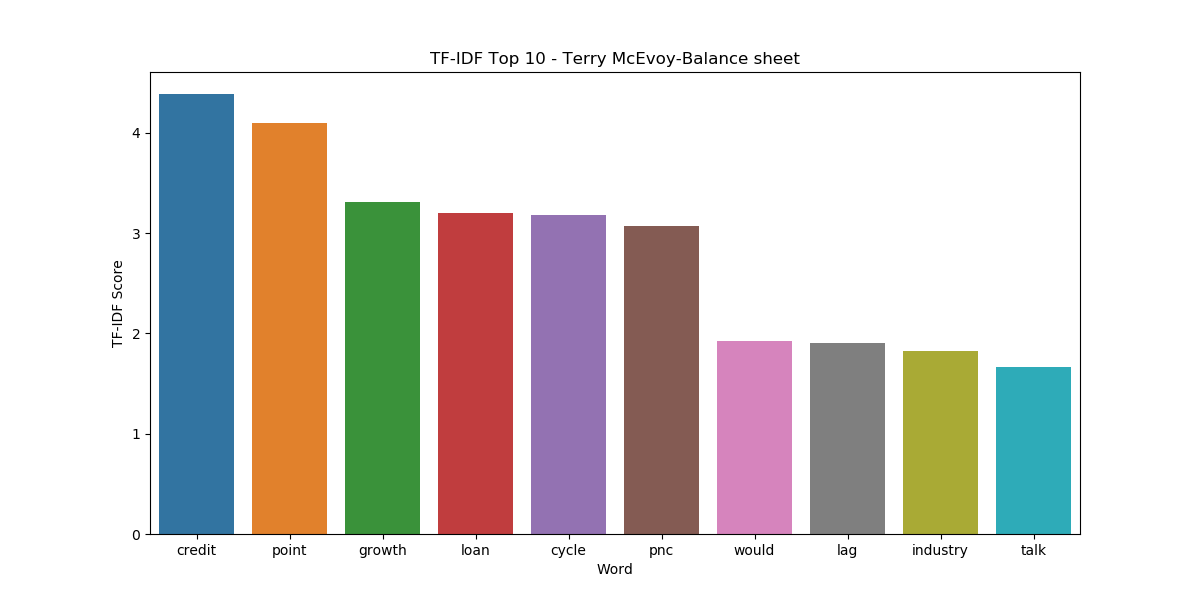 TF-IDF Top 10 - Terry McEvoy-Balance sheet
TF-IDF Score
4
3
2
1
0
credit point growth loan cycle pnc would lag industry talk
Word